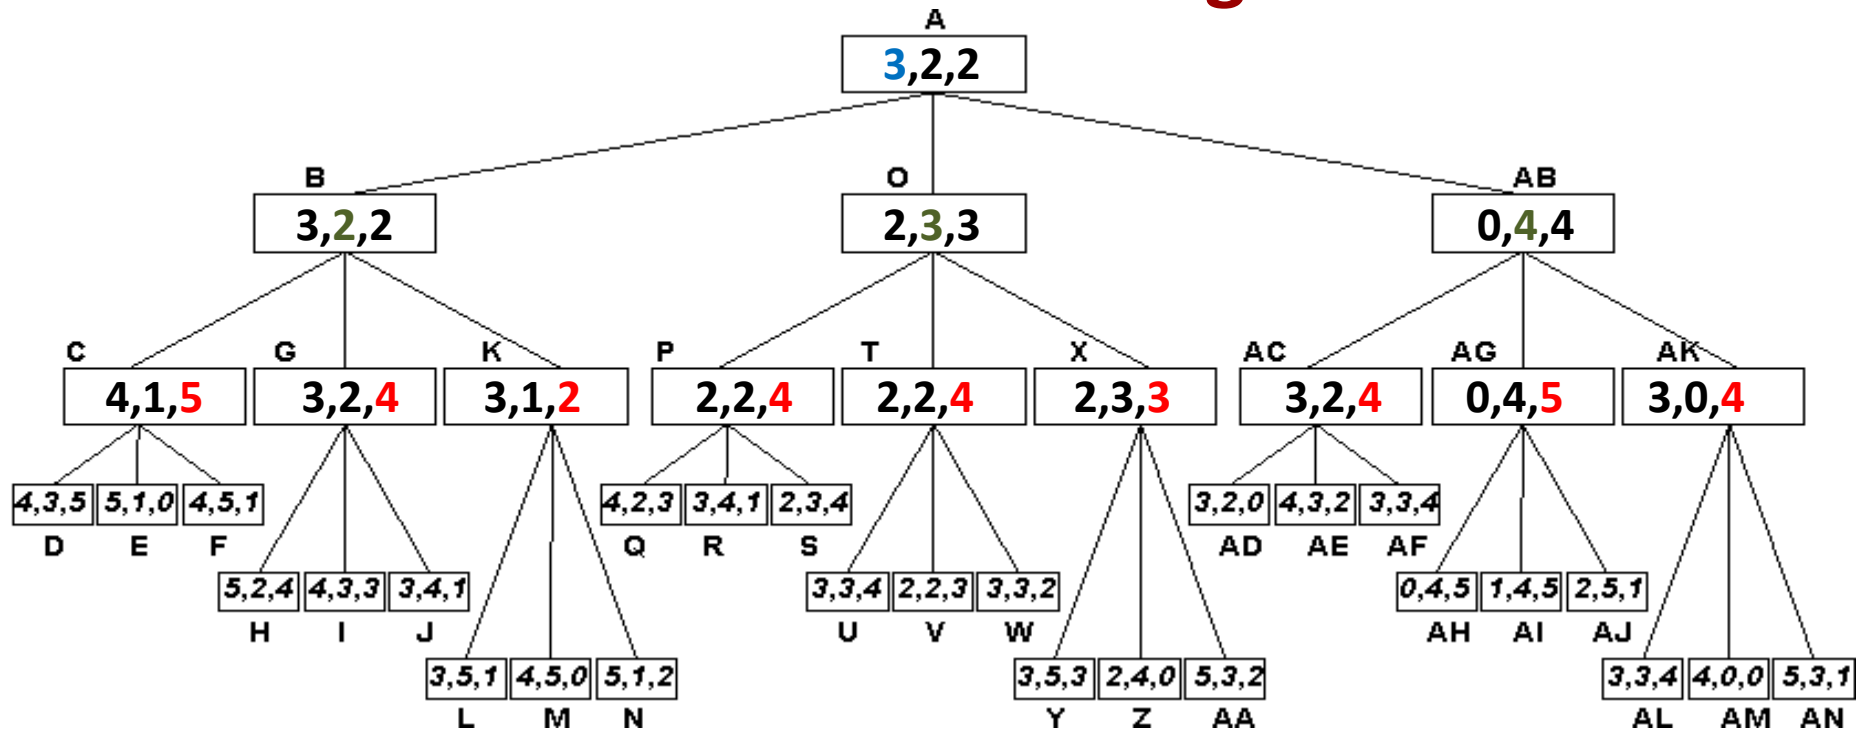 g
A
3,2,2
B O AB
3,2,2 2,3,3 0,4,4
C G K P T X AC AG AK
4,1,5 3,2,4 3,1,2 2,2,4 2,2,4 2,3,3 3,2,4 0,4,5 3,0,4
4,3,5 5,1,0 4,5,1 4,2,3 3,4,1 2,3,4 3,2,0 4,3,2 3,3,4
D E F Q R S AD AE AF
5,2,4 4,3,3 3,4,1 3,3,4 2,2,3 3,3,2 0,4,5 1,4,5 2,5,1
H I J U V W AH AI AJ
3,5,1 4,5,0 5,1,2 3,5,3 2,4,0 5,3,2 3,3,4 4,0,0 5,3,1
L M N Y Z AA AL AM AN